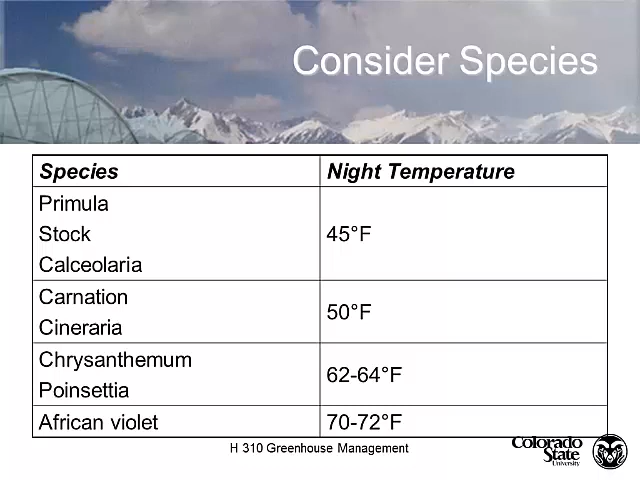 Consider Species
Species Night Temperature
Primula
Stock 45°F
Calceolaria
Carnation
Cineraria 50°F
Chrysanthemum
Poinsettia 62-64°F
African violet 70-72°F
H 310 Greenhouse Management
Colorado
State
University